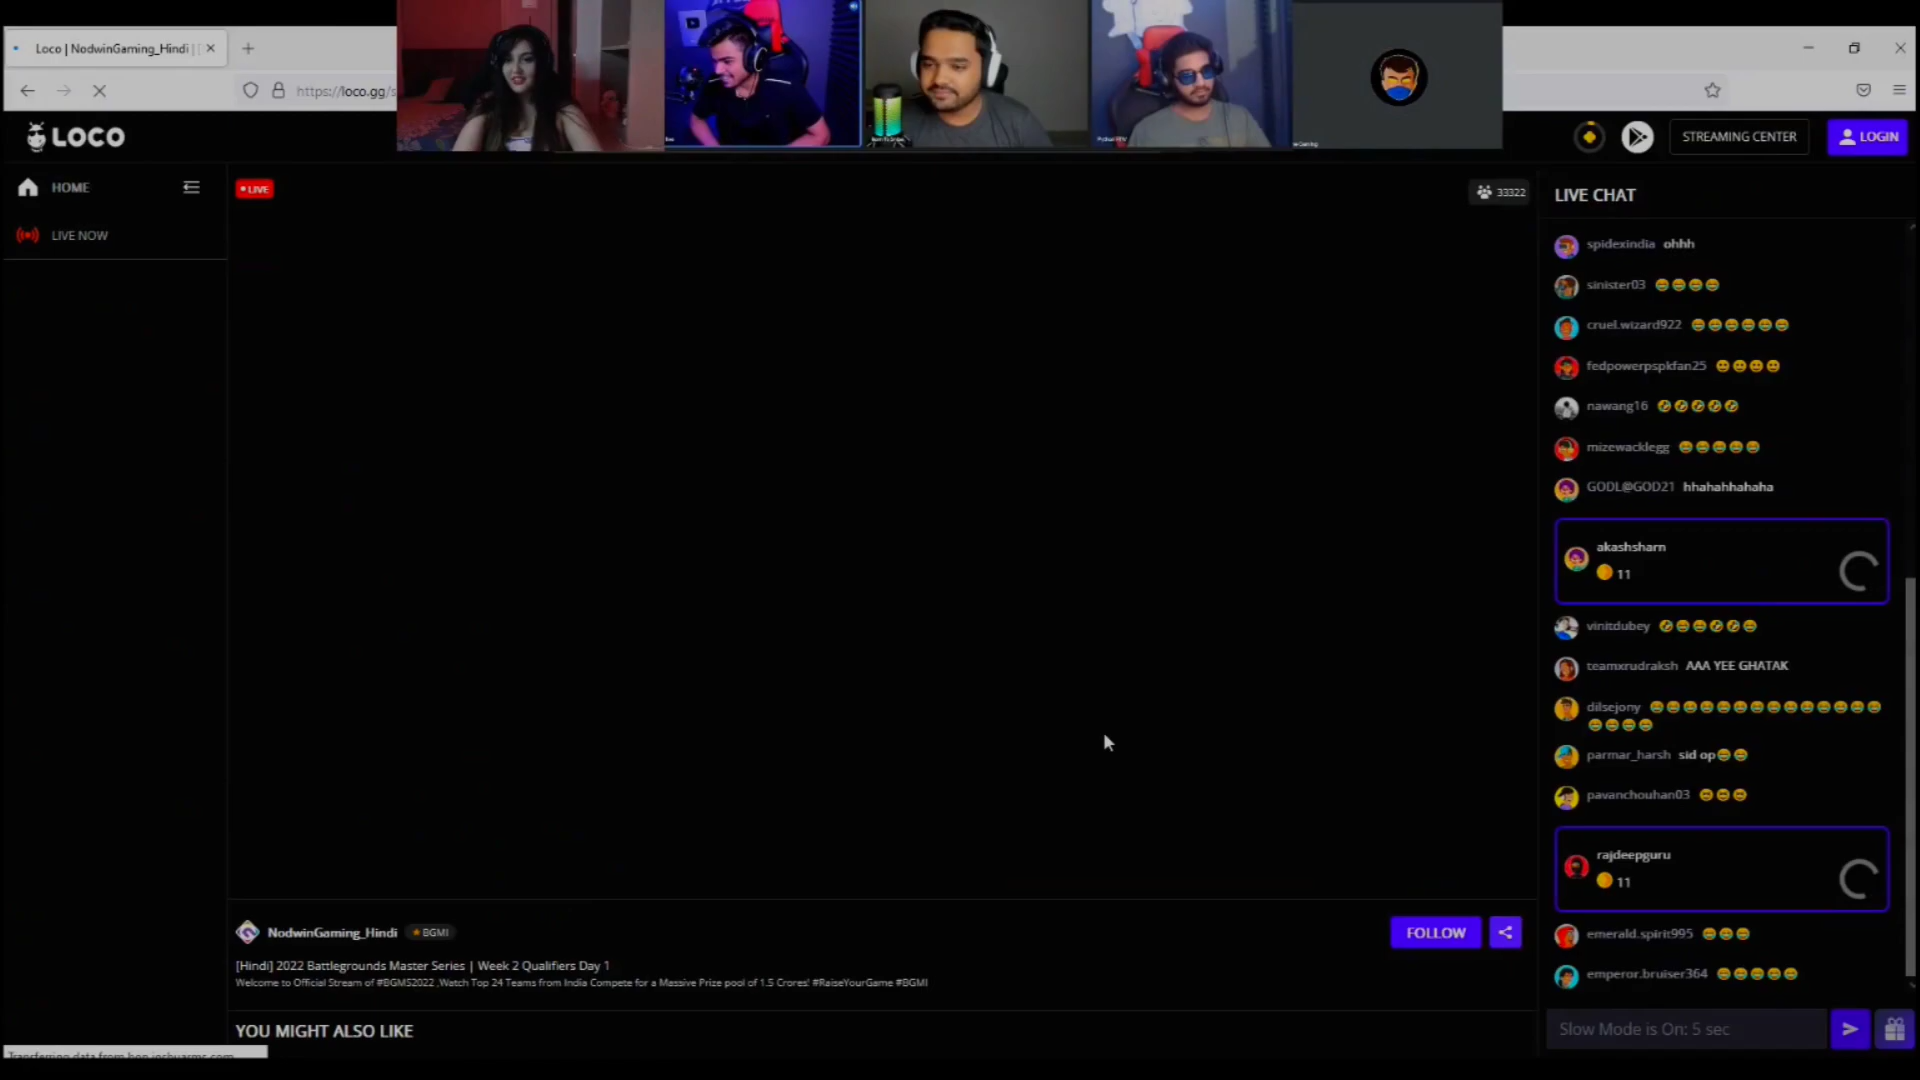 Loco | NodwinGaming_Hindi | [
https://loco.gg/s
LOCO
STREAMING CENTER
LOGIN
HOME
LIVE NOW
LIVE
33322
LIVE CHAT
spidexindia ohhh
sinister03 😂😂😂😂
cruel.wizard922 😂😂😂😂😂😂
fedpowerpspkfan25 😁😁😁😁
nawang16 🤣🤣🤣🤣🤣
mizewacklegg 😂😂😂😂😂
GODL@GOD21 hhahahhahaha
akashsharn
11
vinitdubey 🤣😂😂🤣🤣😂
teamxrudraksh AAA YEE GHATAK
dilsejony 😂😂😂😂😂😂😂😂😂😂😂😂😂😂
😂😂😂😂
parmar_harsh sid op😂😂
pavanchouhan03 😄😄😄
rajdeepguru
11
emerald.spirit995 😂😂😂
emperor.bruiser364 😂😂😂😂😂
Slow Mode is On: 5 sec
NodwinGaming_Hindi BGMI
FOLLOW
[Hindi] 2022 Battlegrounds Master Series | Week 2 Qualifiers Day 1
Welcome to Official Stream of #BGMS2022 ,Watch Top 24 Teams from India Compete for a Massive Prize pool of 1.5 Crores! #RaiseYourGame #BGMI
YOU MIGHT ALSO LIKE
Transferring data from